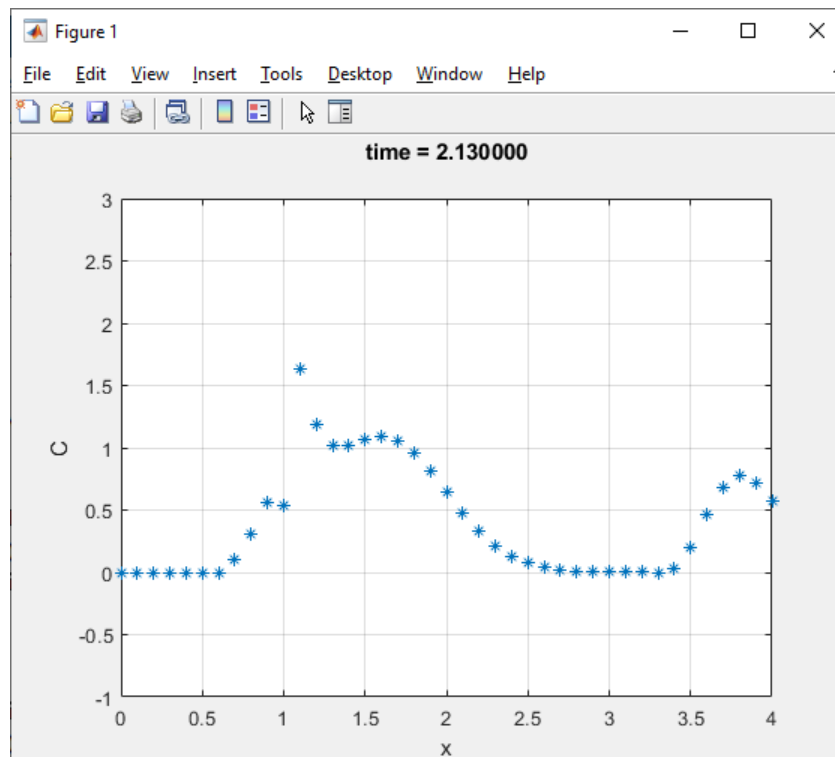 Figure 1
File Edit View Insert Tools Desktop Window Help
time = 2.130000
3
2.5
2
1.5
1
0.5
0
-0.5
-1
C
0 0.5 1 1.5 2 2.5 3 3.5 4
x